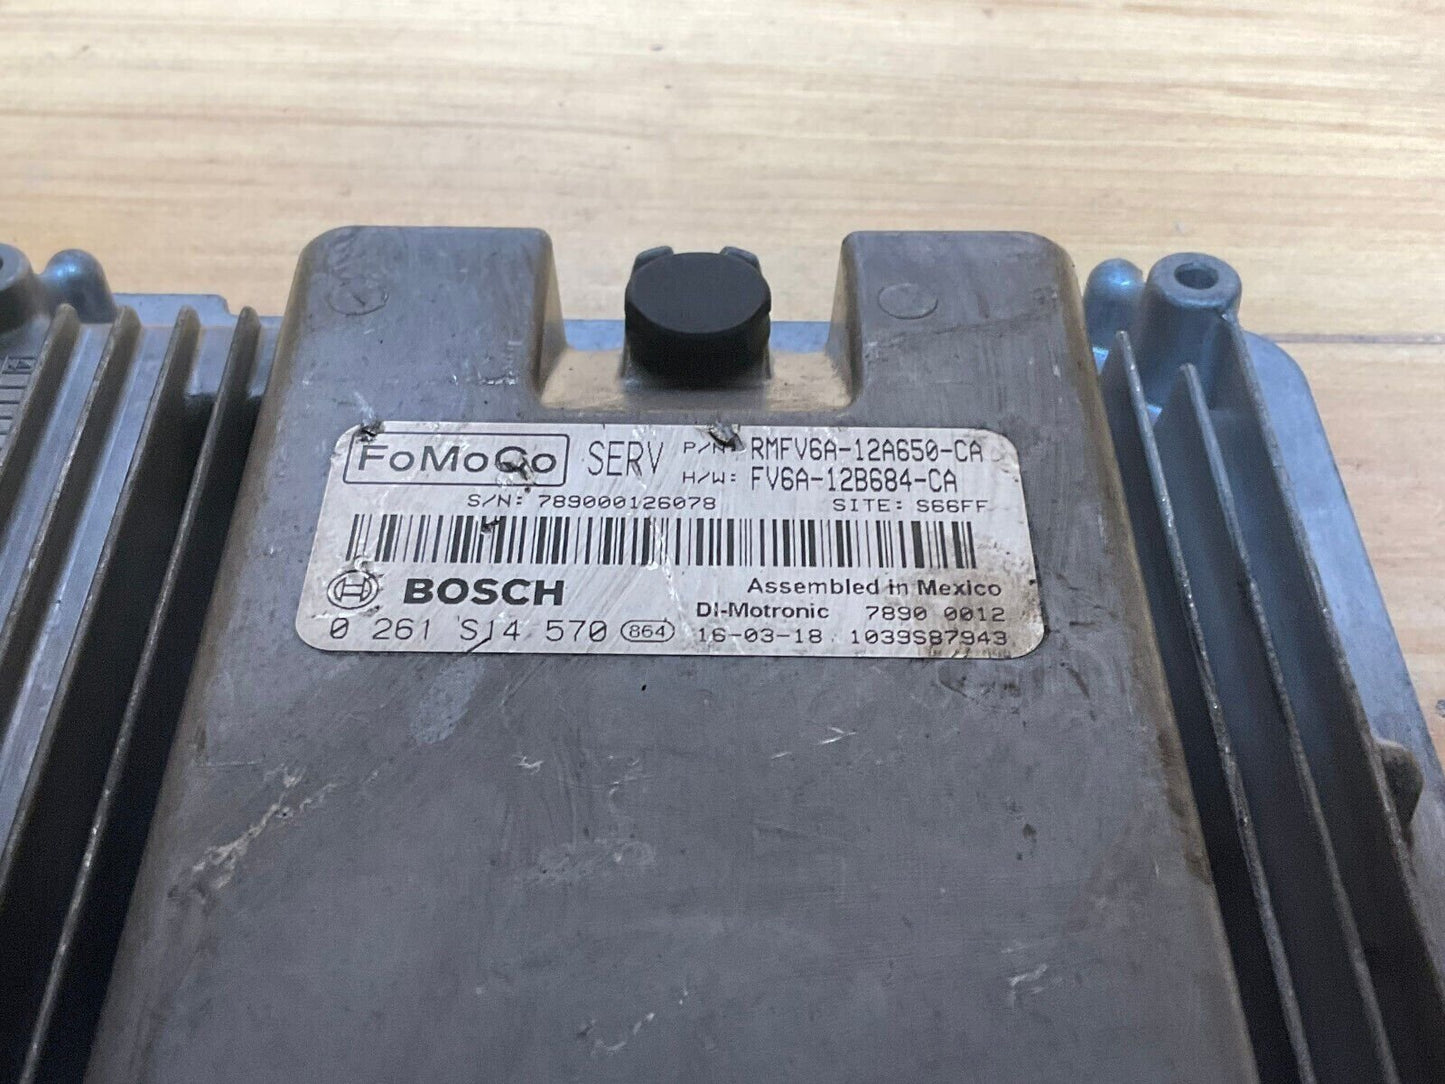 FoMoCo SERV P/N: RMFV6A-12A650-CA
H/W: FV6A-12B684-CA
S/N: 789000126078 SITE: S66FF
BOSCH Assembled in Mexico
DI-Motronic 7890 0012
0 261 S14 570 864 16-03-18 1039S87943